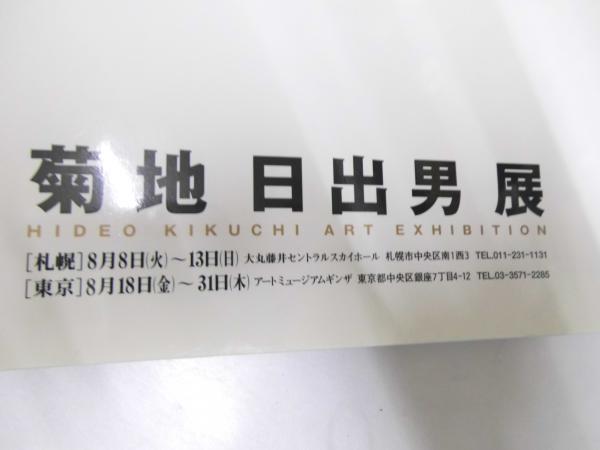 菊地 日出男 展
HIDEO KIKUCHI ART EXHIBITION
[札幌]8月8日(火)〜13日(日) 大丸藤井セントラルスカイホール 札幌市中央区南1西3 TEL.011-231-1131
[東京]8月18日(金)〜31日(木) アートミュージアムギンザ 東京都中央区銀座7丁目4-12 TEL.03-3571-2285